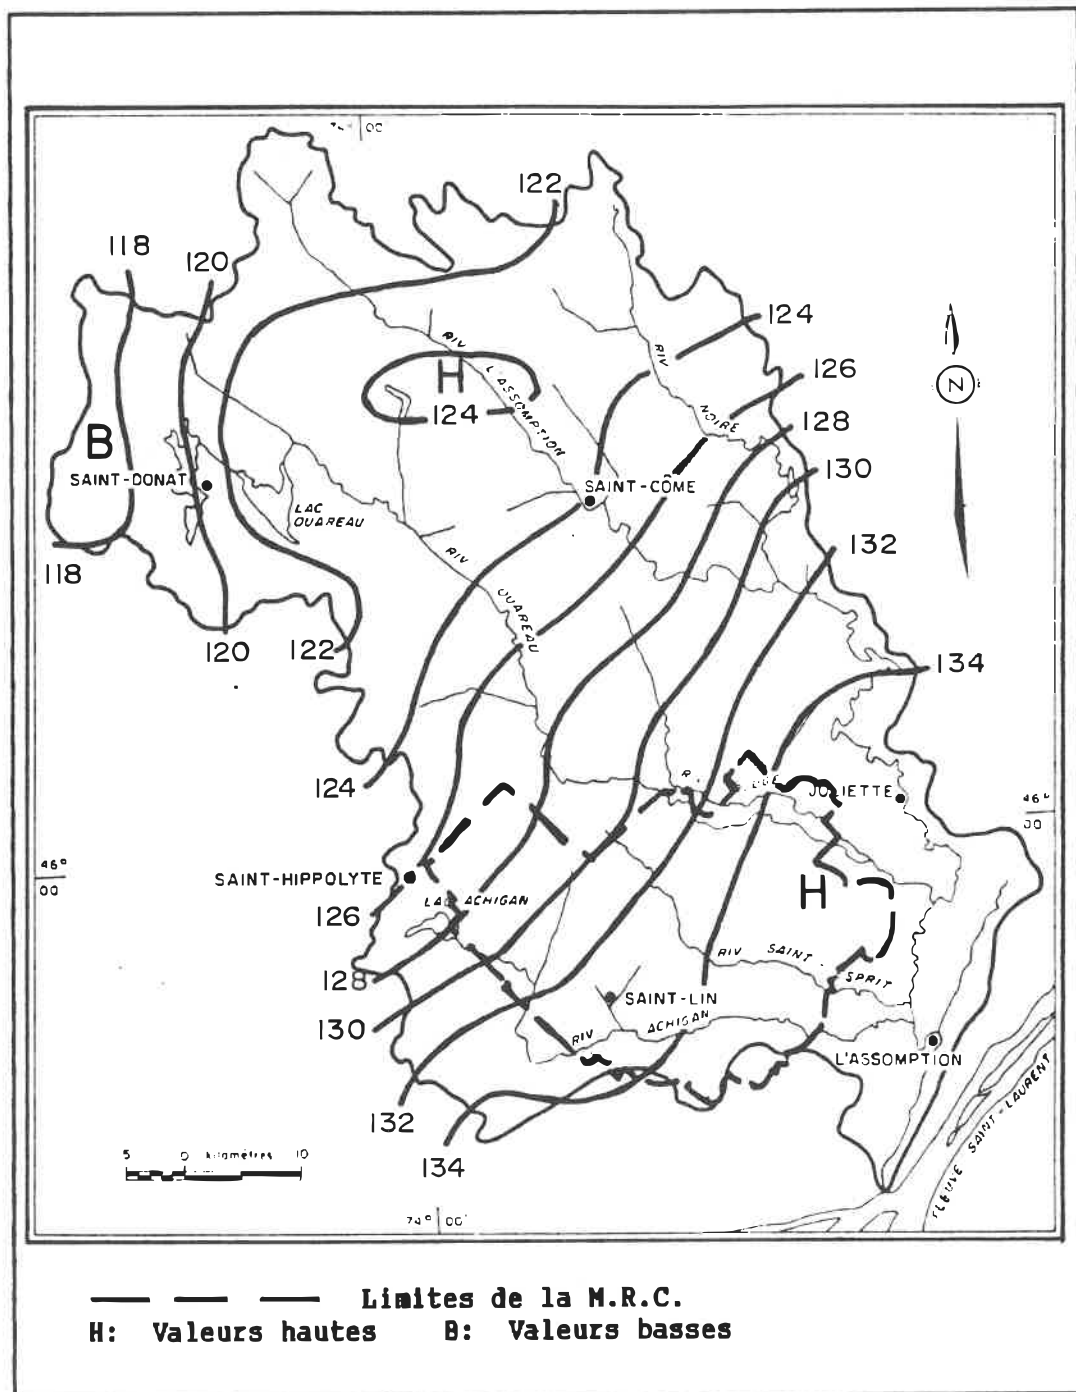 00
122
118
120
124
RIV
H
L'ASSOMPTION
RIV
NOIRE
126
124
128
B
130
SAINT-DONAT
SAINT-CÔME
LAC
OUAREAU
N
118
RIV
OUAREAU
132
120
122
134
124
JOLIETTE
46°
00
46°
00
SAINT-HIPPOLYTE
H
LAC ACHIGAN
126
RIV SAINT-
SPRIT
128
SAINT-LIN
130
RIV ACHIGAN
L'ASSOMPTION
132
134
FLEUVE SAINT-LAURENT
5 0 kilomètres 10
74° 00'
Limites de la M.R.C.
H: Valeurs hautes B: Valeurs basses